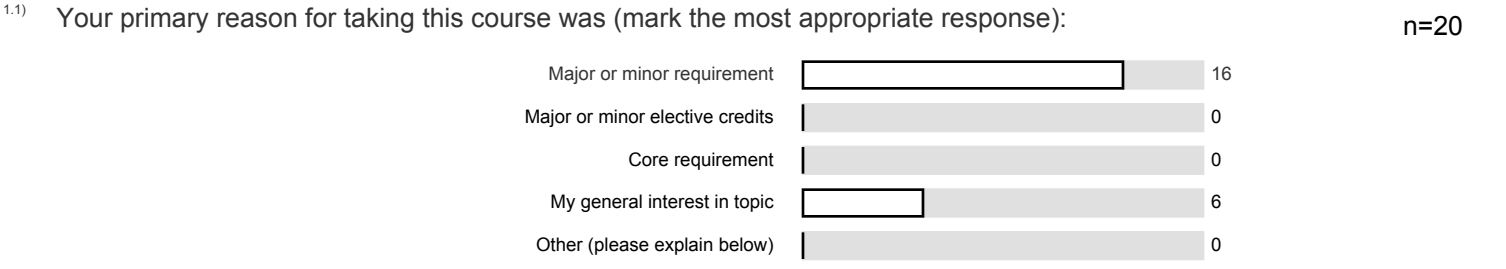 1.1) Your primary reason for taking this course was (mark the most appropriate response): n=20
Major or minor requirement 16
Major or minor elective credits 0
Core requirement 0
My general interest in topic 6
Other (please explain below) 0